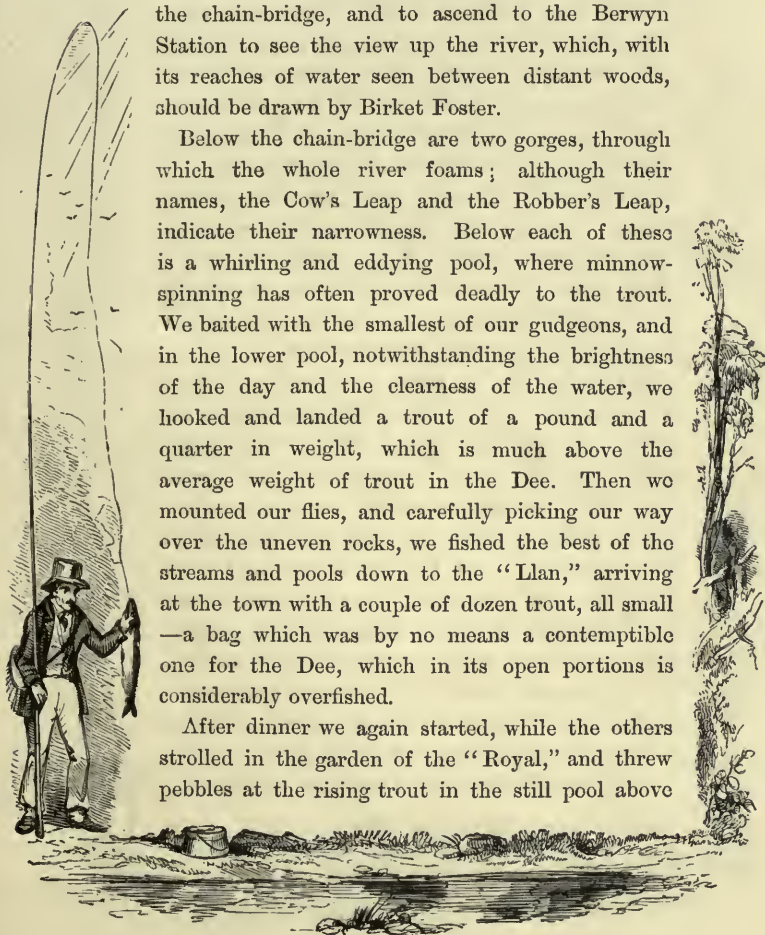 the chain-bridge, and to ascend to the Berwyn
Station to see the view up the river, which, with
its reaches of water seen between distant woods,
should be drawn by Birket Foster.
Below the chain-bridge are two gorges, through
which the whole river foams; although their
names, the Cow's Leap and the Robber's Leap,
indicate their narrowness. Below each of these
is a whirling and eddying pool, where minnow-
spinning has often proved deadly to the trout.
We baited with the smallest of our gudgeons, and
in the lower pool, notwithstanding the brightness
of the day and the clearness of the water, we
hooked and landed a trout of a pound and a
quarter in weight, which is much above the
average weight of trout in the Dee. Then we
mounted our flies, and carefully picking our way
over the uneven rocks, we fished the best of the
streams and pools down to the "Llan," arriving
at the town with a couple of dozen trout, all small
—a bag which was by no means a contemptible
one for the Dee, which in its open portions is
considerably overfished.
After dinner we again started, while the others
strolled in the garden of the "Royal," and threw
pebbles at the rising trout in the still pool above